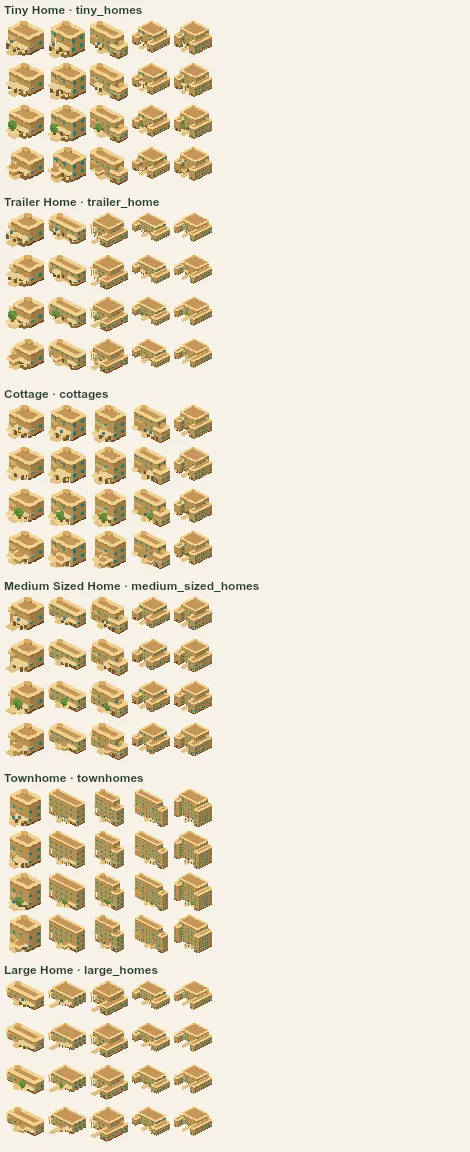 Tiny Home · tiny_homes
Trailer Home · trailer_home
Cottage · cottages
Medium Sized Home · medium_sized_homes
Townhome · townhomes
Large Home · large_homes